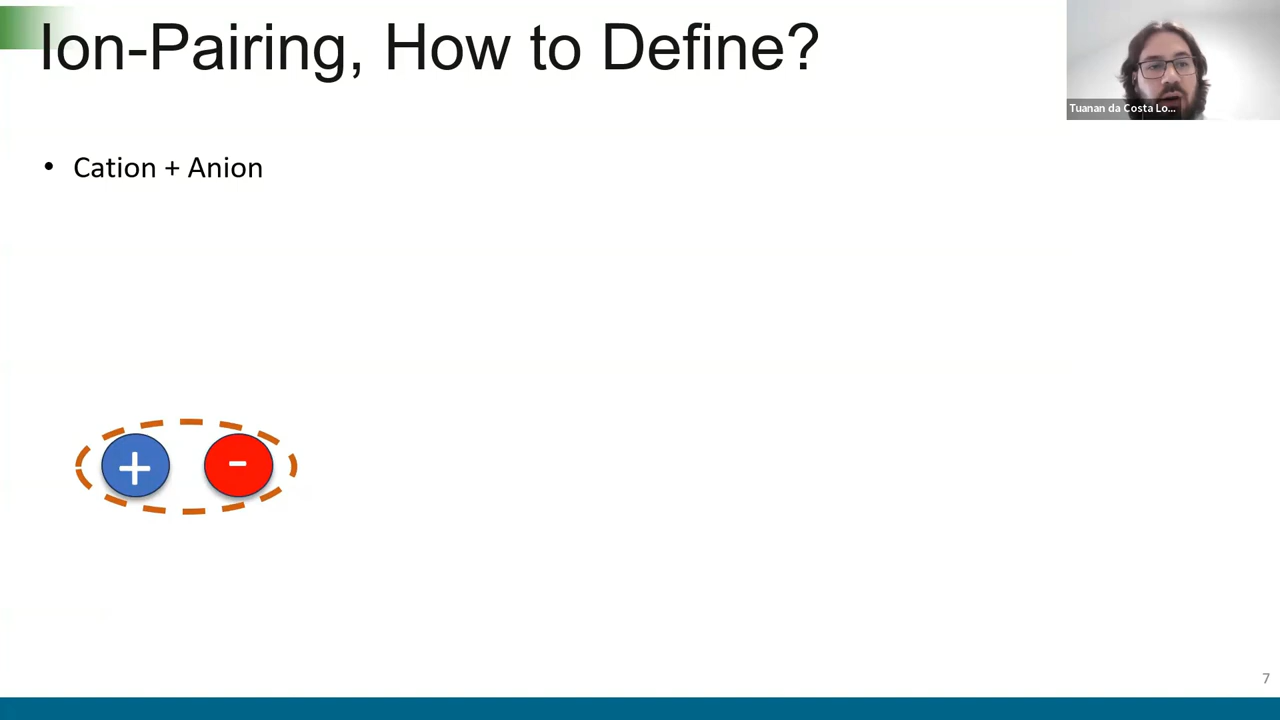 Ion-Pairing, How to Define?
Tuanan da Costa Lo...
• Cation + Anion
+ -
7